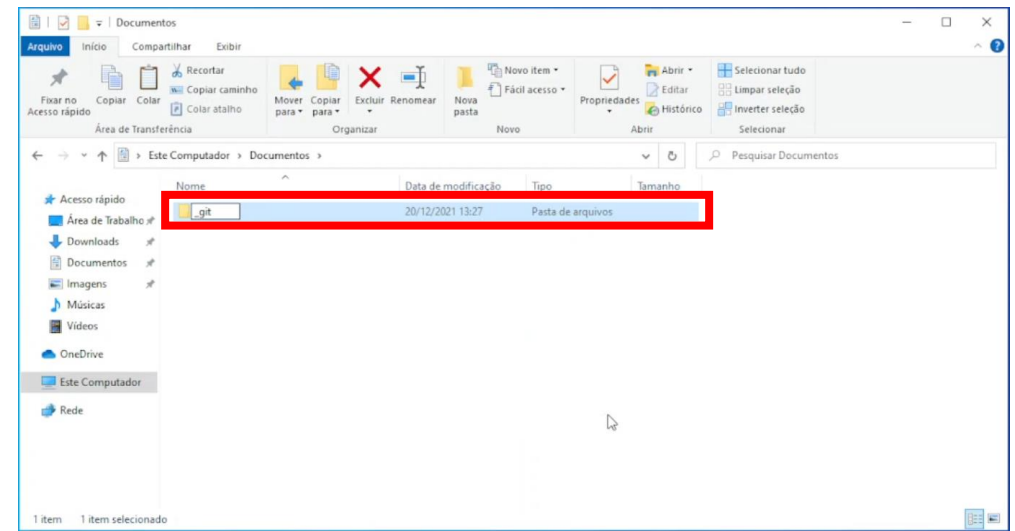 Documentos
Arquivo Início Compartilhar Exibir
Fixar no Acesso rápido
Copiar
Colar
Recortar
Copiar caminho
Colar atalho
Área de Transferência
Mover para
Copiar para
Excluir
Renomear
Organizar
Nova pasta
Novo item
Fácil acesso
Novo
Propriedades
Abrir
Editar
Histórico
Abrir
Selecionar tudo
Limpar seleção
Inverter seleção
Selecionar
Este Computador > Documentos >
Pesquisar Documentos
Nome Data de modificação Tipo Tamanho
_git 20/12/2021 13:27 Pasta de arquivos
Acesso rápido
Área de Trabalho
Downloads
Documentos
Imagens
Músicas
Vídeos
OneDrive
Este Computador
Rede
1 item 1 item selecionado